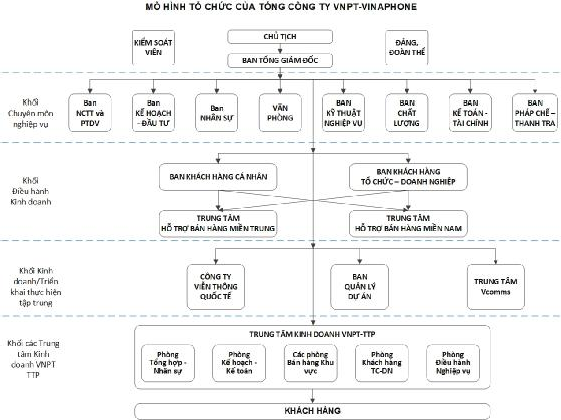 MÔ HÌNH TỔ CHỨC CỦA TỔNG CÔNG TY VNPT-VINAPHONE
KIỂM SOÁT
VIÊN
CHỦ TỊCH
BAN TỔNG GIÁM ĐỐC
ĐẢNG,
ĐOÀN THỂ
Khối
Chuyên môn
nghiệp vụ
Ban
NCTT và
PTDV
Ban
KẾ HOẠCH
- ĐẦU TƯ
Ban
NHÂN SỰ
VĂN
PHÒNG
BAN
KỸ THUẬT
NGHIỆP VỤ
BAN
CHẤT
LƯỢNG
BAN
KẾ TOÁN -
TÀI CHÍNH
BAN
PHÁP CHẾ –
THANH TRA
Khối
Điều hành
Kinh doanh
BAN KHÁCH HÀNG CÁ NHÂN
BAN KHÁCH HÀNG
TỔ CHỨC – DOANH NGHIỆP
TRUNG TÂM
HỖ TRỢ BÁN HÀNG MIỀN TRUNG
TRUNG TÂM
HỖ TRỢ BÁN HÀNG MIỀN NAM
Khối Kinh
doanh/Triển
khai thực hiện
tập trung
CÔNG TY
VIỄN THÔNG
QUỐC TẾ
BAN
QUẢN LÝ
DỰ ÁN
TRUNG TÂM
Vcomms
Khối các Trung
tâm Kinh
doanh VNPT
TTP
TRUNG TÂM KINH DOANH VNPT-TTP
Phòng
Tổng hợp -
Nhân sự
Phòng
Kế hoạch -
Kế toán
Các phòng
Bán hàng Khu
vực
Phòng
Khách hàng
TC-DN
Phòng
Điều hành
Nghiệp vụ
KHÁCH HÀNG